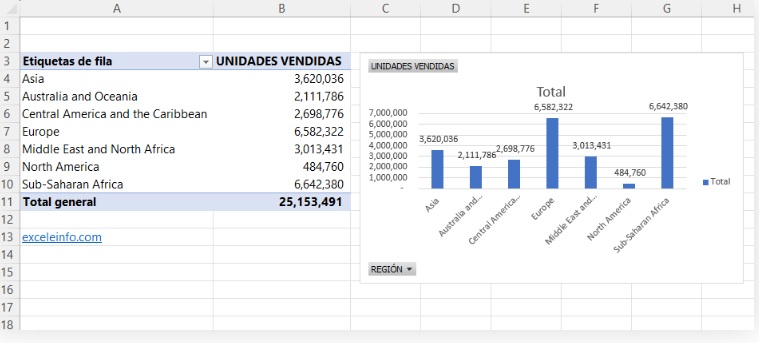 A B C D E F G H
1
2
3 Etiquetas de fila UNIDADES VENDIDAS
4 Asia 3,620,036
5 Australia and Oceania 2,111,786
6 Central America and the Caribbean 2,698,776
7 Europe 6,582,322
8 Middle East and North Africa 3,013,431
9 North America 484,760
10 Sub-Saharan Africa 6,642,380
11 Total general 25,153,491
12
13 exceleinfo.com
14
15
16
17
18
UNIDADES VENDIDAS
Total
7,000,000
6,000,000
5,000,000
4,000,000
3,000,000
2,000,000
1,000,000
-
3,620,036
2,111,786
2,698,776
6,582,322
3,013,431
484,760
6,642,380
Asia
Australia and...
Central America...
Europe
Middle East and...
North America
Sub-Saharan Africa
Total
REGIÓN